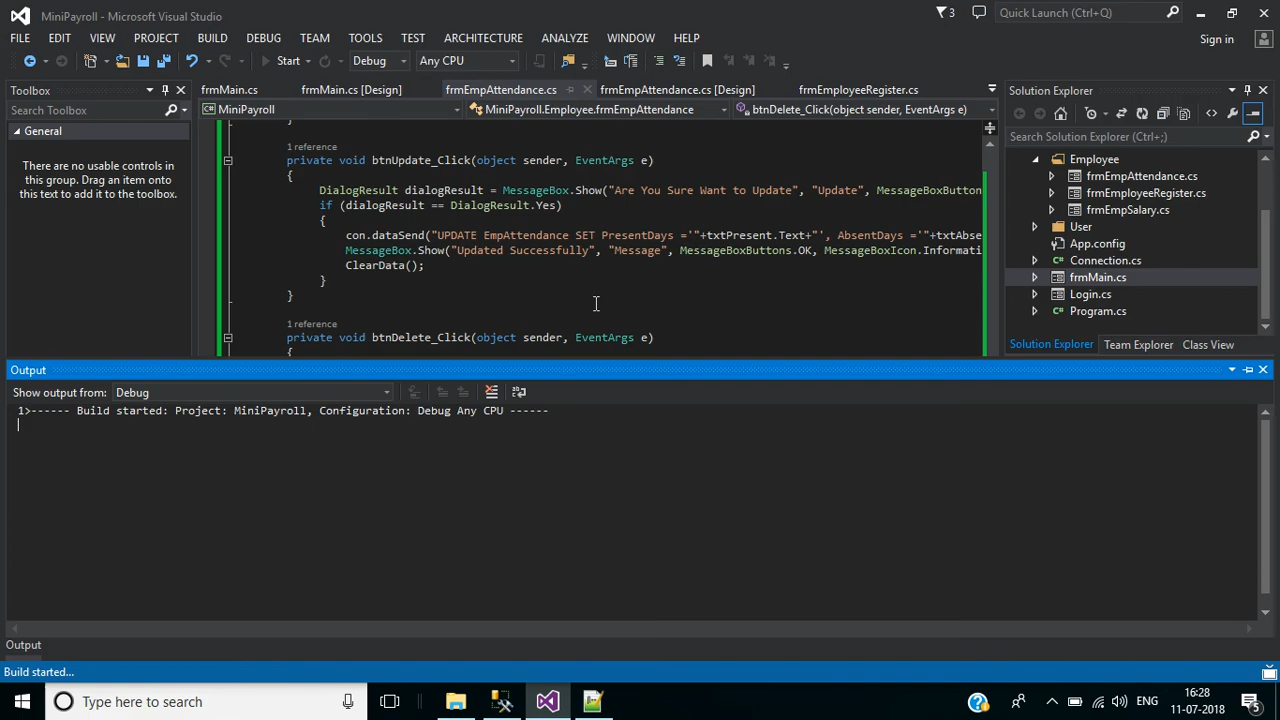 MiniPayroll - Microsoft Visual Studio
3
Quick Launch (Ctrl+Q)
FILE EDIT VIEW PROJECT BUILD DEBUG TEAM TOOLS TEST ARCHITECTURE ANALYZE WINDOW HELP
Sign in
Start Debug Any CPU
Toolbox
Search Toolbox
General
There are no usable controls in
this group. Drag an item onto
this text to add it to the toolbox.
frmMain.cs frmMain.cs [Design] frmEmpAttendance.cs frmEmpAttendance.cs [Design] frmEmployeeRegister.cs
MiniPayroll MiniPayroll.Employee.frmEmpAttendance btnDelete_Click(object sender, EventArgs e)
}
1 reference
private void btnUpdate_Click(object sender, EventArgs e)
{
DialogResult dialogResult = MessageBox.Show("Are You Sure Want to Update", "Update", MessageBoxButton
if (dialogResult == DialogResult.Yes)
{
con.dataSend("UPDATE EmpAttendance SET PresentDays ='"+txtPresent.Text+"', AbsentDays ='"+txtAbse
MessageBox.Show("Updated Successfully", "Message", MessageBoxButtons.OK, MessageBoxIcon.Informati
ClearData();
}
}
1 reference
private void btnDelete_Click(object sender, EventArgs e)
{
Solution Explorer
Search Solution Explorer (Ctrl+;)
Employee
frmEmpAttendance.cs
frmEmployeeRegister.cs
frmEmpSalary.cs
User
App.config
Connection.cs
frmMain.cs
Login.cs
Program.cs
Solution Explorer Team Explorer Class View
Output
Show output from: Debug
1>------ Build started: Project: MiniPayroll, Configuration: Debug Any CPU ------
Output
Build started...
Type here to search
ENG
16:28
11-07-2018
5